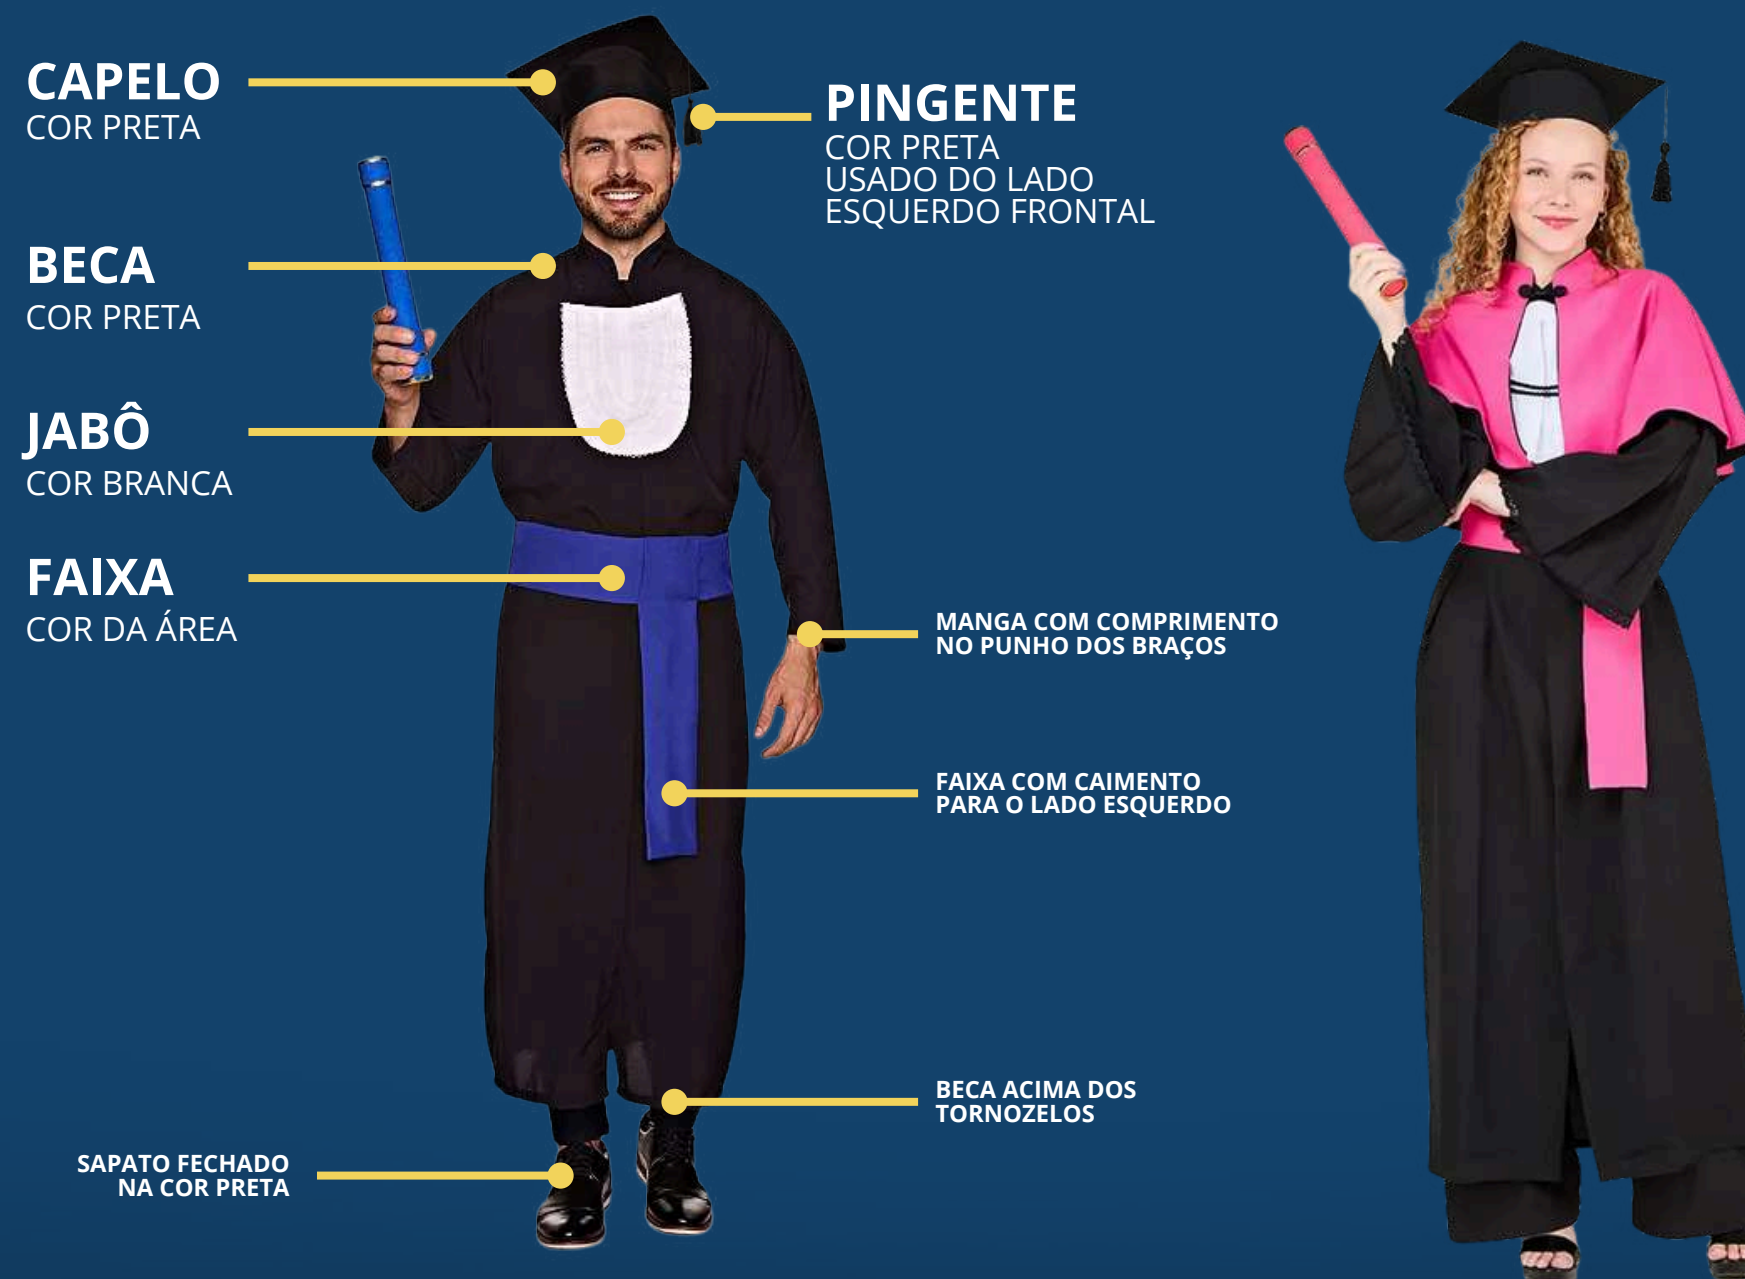 CAPELO
COR PRETA
PINGENTE
COR PRETA
USADO DO LADO
ESQUERDO FRONTAL
BECA
COR PRETA
JABÔ
COR BRANCA
FAIXA
COR DA ÁREA
MANGA COM COMPRIMENTO
NO PUNHO DOS BRAÇOS
FAIXA COM CAIMENTO
PARA O LADO ESQUERDO
BECA ACIMA DOS
TORNOZELOS
SAPATO FECHADO
NA COR PRETA